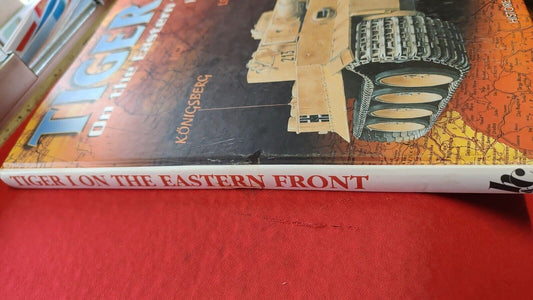 TIGER
on the Eastern
KÖNIGSBERG
TIGER I ON THE EASTERN FRONT